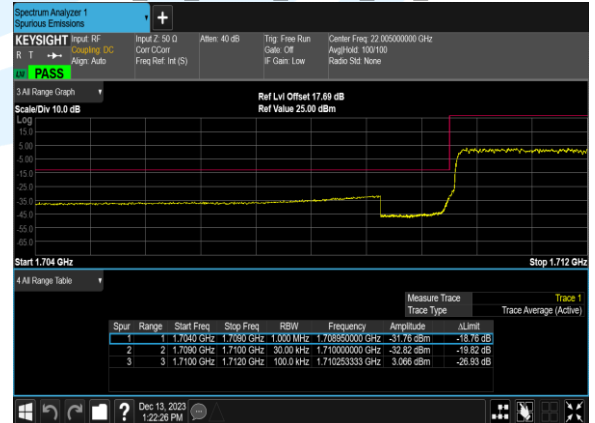 Spectrum Analyzer 1
Spurious Emissions
KEYSIGHT Input: RF Input Z: 50 Ω Atten: 40 dB Trig: Free Run Center Freq: 22.005000000 GHz
R T Coupling: DC Corr CCorr Gate: Off Avg|Hold: 100/100
Align: Auto Freq Ref: Int (S) IF Gain: Low Radio Std: None
PASS
3 All Range Graph
Ref Lvl Offset 17.69 dB
Scale/Div 10.0 dB Ref Value 25.00 dBm
Log
15.0
5.00
-5.00
-15.0
-25.0
-35.0
-45.0
-55.0
-65.0
Start 1.704 GHz Stop 1.712 GHz
4 All Range Table
Measure Trace Trace 1
Trace Type Trace Average (Active)
Spur Range Start Freq Stop Freq RBW Frequency Amplitude ΔLimit
1 1 1.7040 GHz 1.7090 GHz 1.000 MHz 1.708950000 GHz -31.76 dBm -18.76 dB
2 2 1.7090 GHz 1.7100 GHz 30.00 kHz 1.710000000 GHz -32.82 dBm -19.82 dB
3 3 1.7100 GHz 1.7120 GHz 100.0 kHz 1.710253333 GHz 3.066 dBm -26.93 dB
Dec 13, 2023
1:22:26 PM